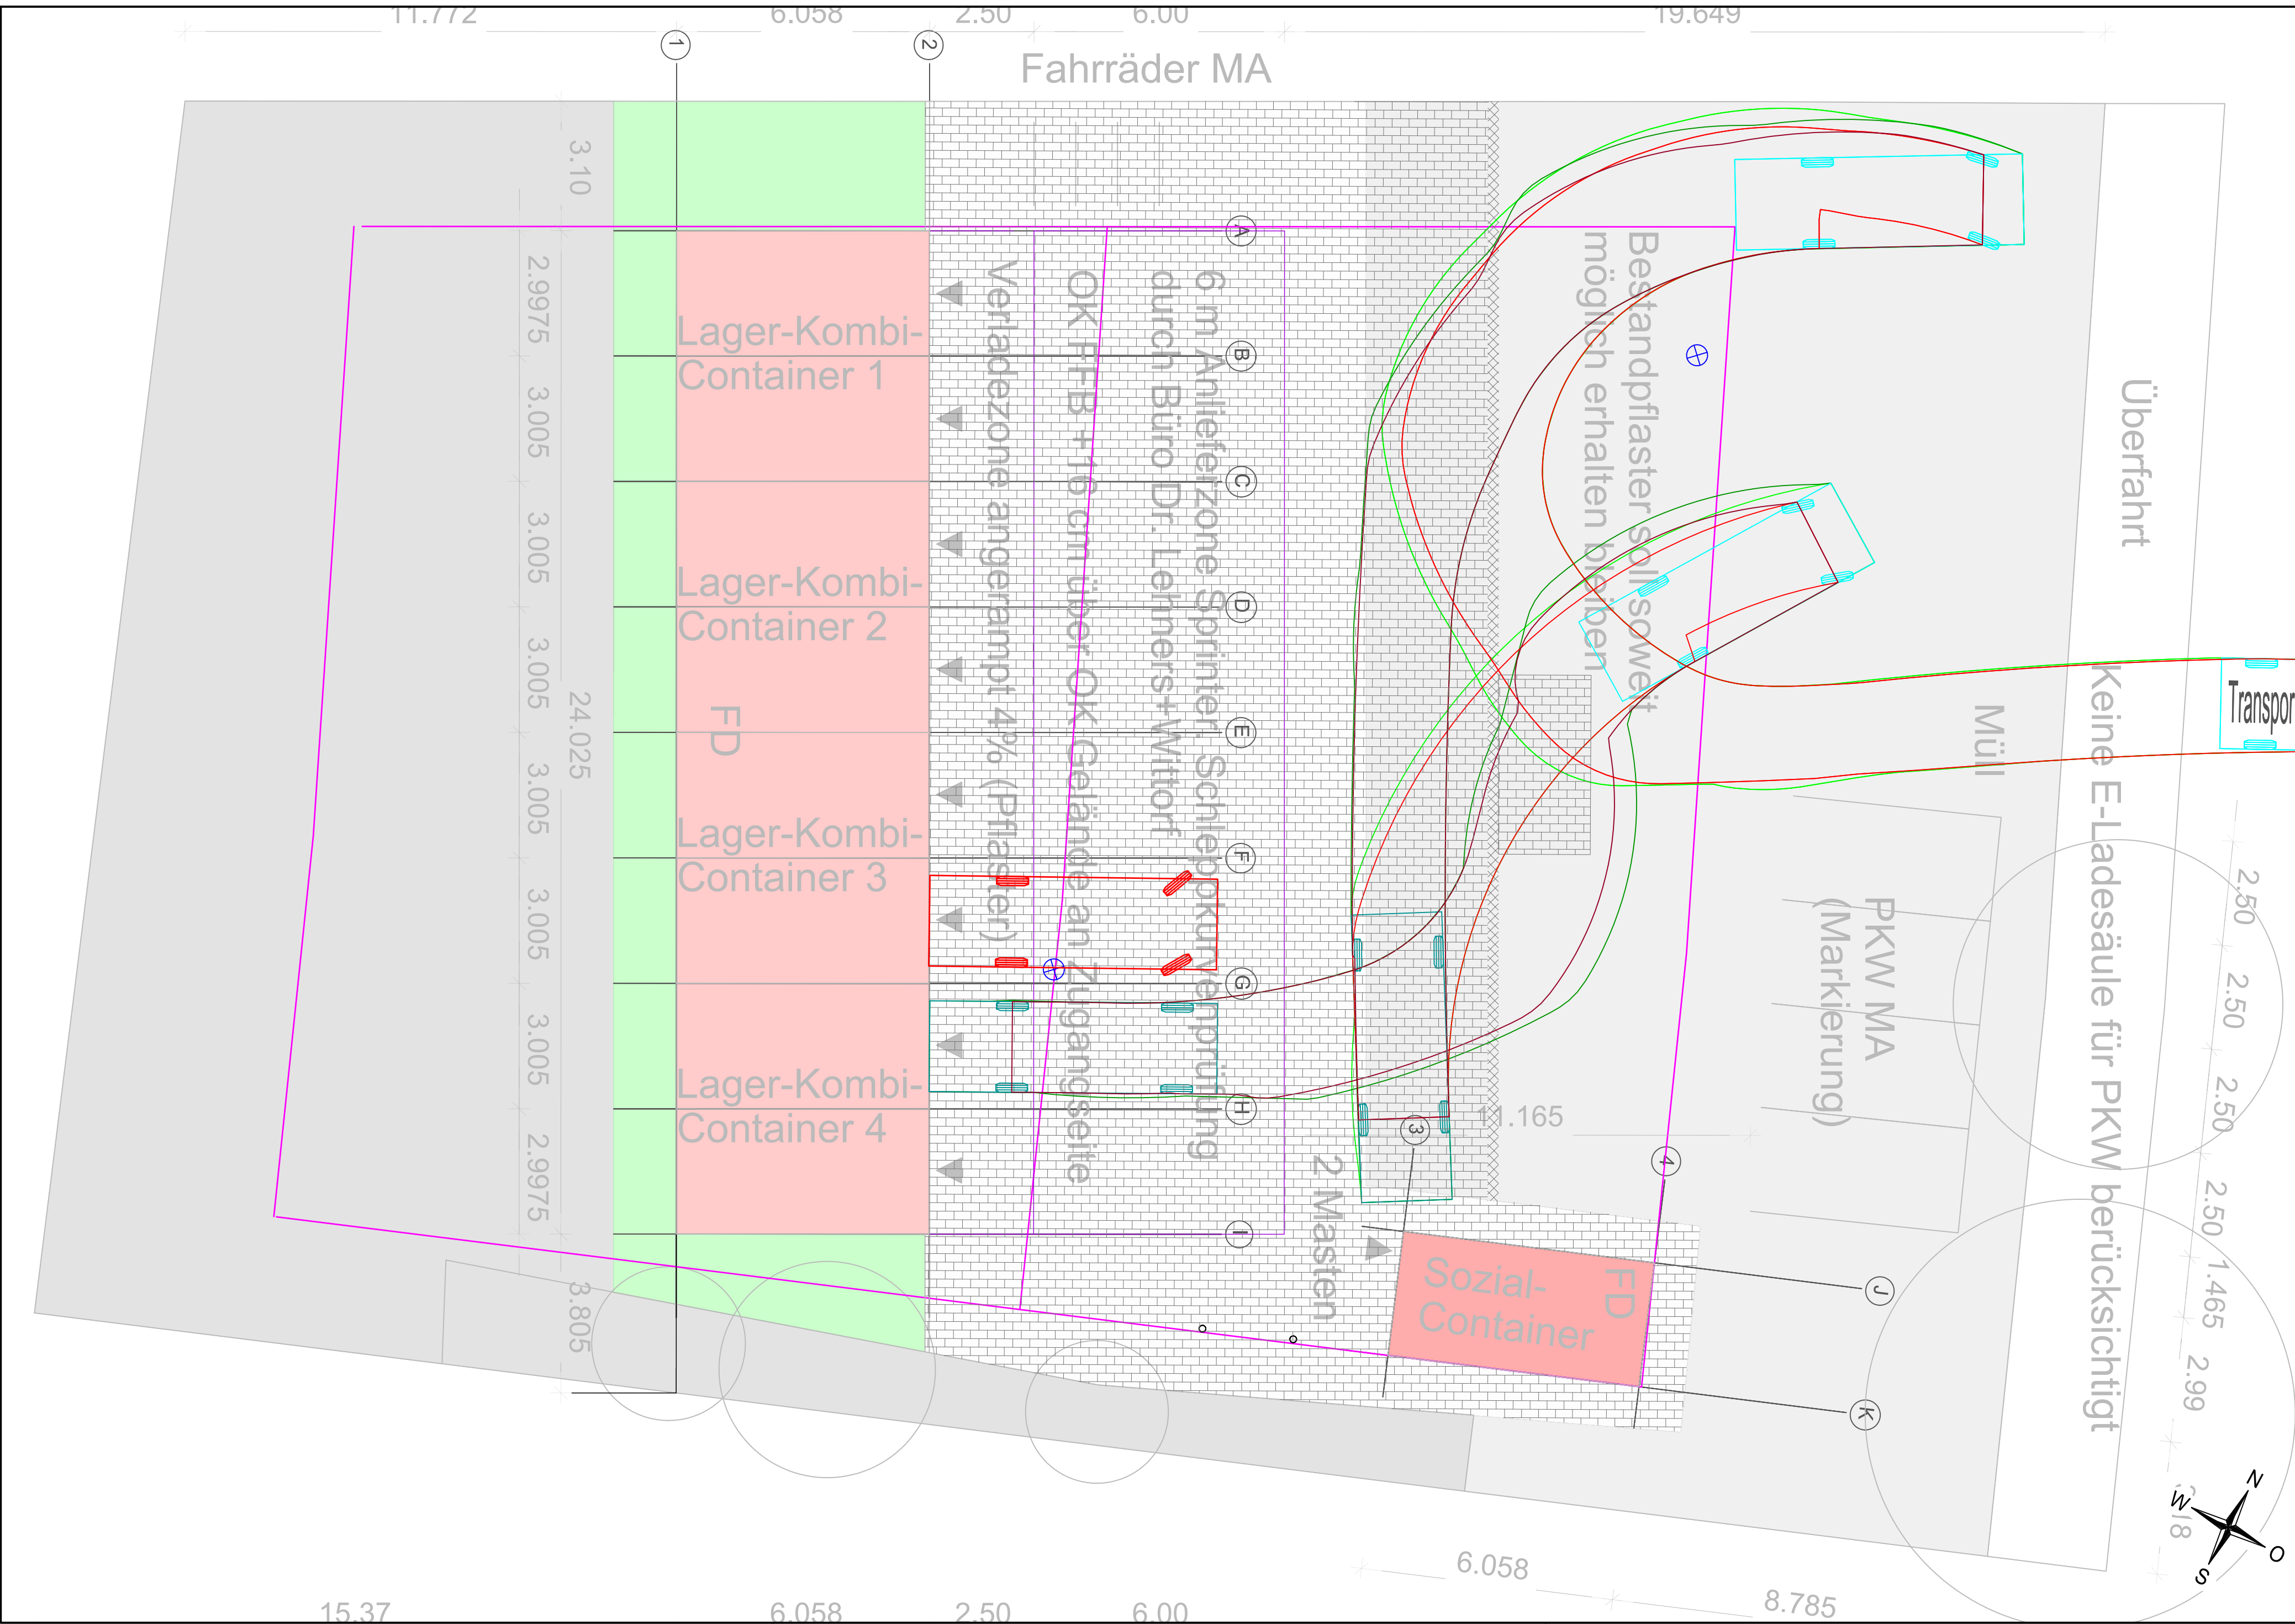 11.772
6.058
2.50
6.00
19.649
1
2
Fahrräder MA
3.10
2.9975
3.005
3.005
3.005
3.005
3.005
3.005
2.9975
24.025
3.805
A
B
C
D
E
F
G
H
I
Lager-Kombi-
Container 1
Lager-Kombi-
Container 2
FD
Lager-Kombi-
Container 3
Lager-Kombi-
Container 4
6 m Anlieferzone Sprinter. Schleppkurvenprüfung
durch Büro Dr. Lehners+Wittorf
OK FFB +16 cm über OK Gelände an Zugangseite
Verladezone angerampt 4% (Pflaster)
Bestandpflaster soll soweit
möglich erhalten bleiben
Überfahrt
Keine E-Ladesäule für PKW berücksichtigt
Müll
Transpor
PKW MA
(Markierung)
2.50
2.50
2.50
2.50
1.465
2.99
11.165
3
4
2 Masten
Sozial-
Container
FD
J
K
N
W
O
S
6.058
8.785
15.37
6.058
2.50
6.00